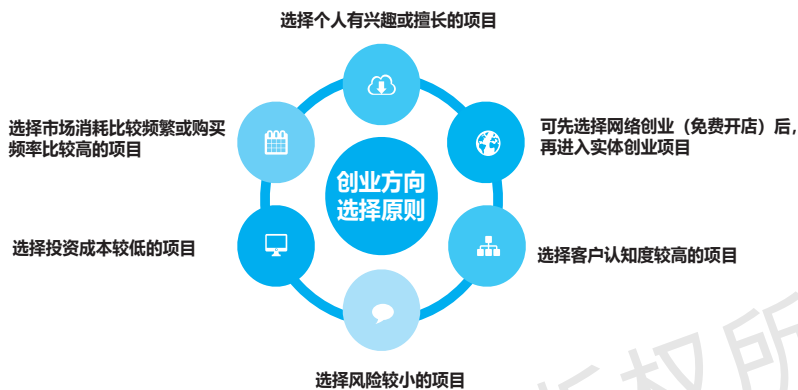 选择个人有兴趣或擅长的项目
选择市场消耗比较频繁或购买
频率比较高的项目
可先选择网络创业（免费开店）后，
再进入实体创业项目
创业方向
选择原则
选择投资成本较低的项目
选择客户认知度较高的项目
选择风险较小的项目
版权所